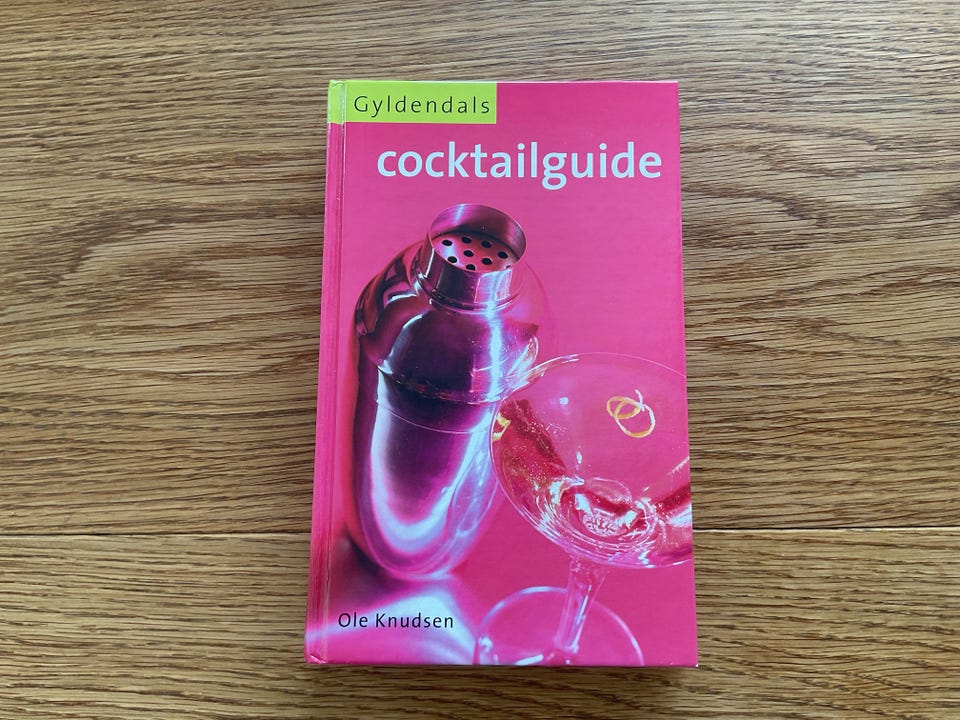 Gyldendals
cocktailguide
Ole Knudsen